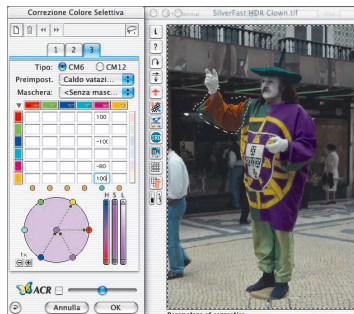 Correzione Colore Selettiva
SilverFast HDR Clown.tif
1 2 3
Tipo: CM6 CM12
Preimpost. Caldo vatazi...
Maschera: <Senza masc...
100
-100
-80
100
H S L
1x
ACR
Annulla OK